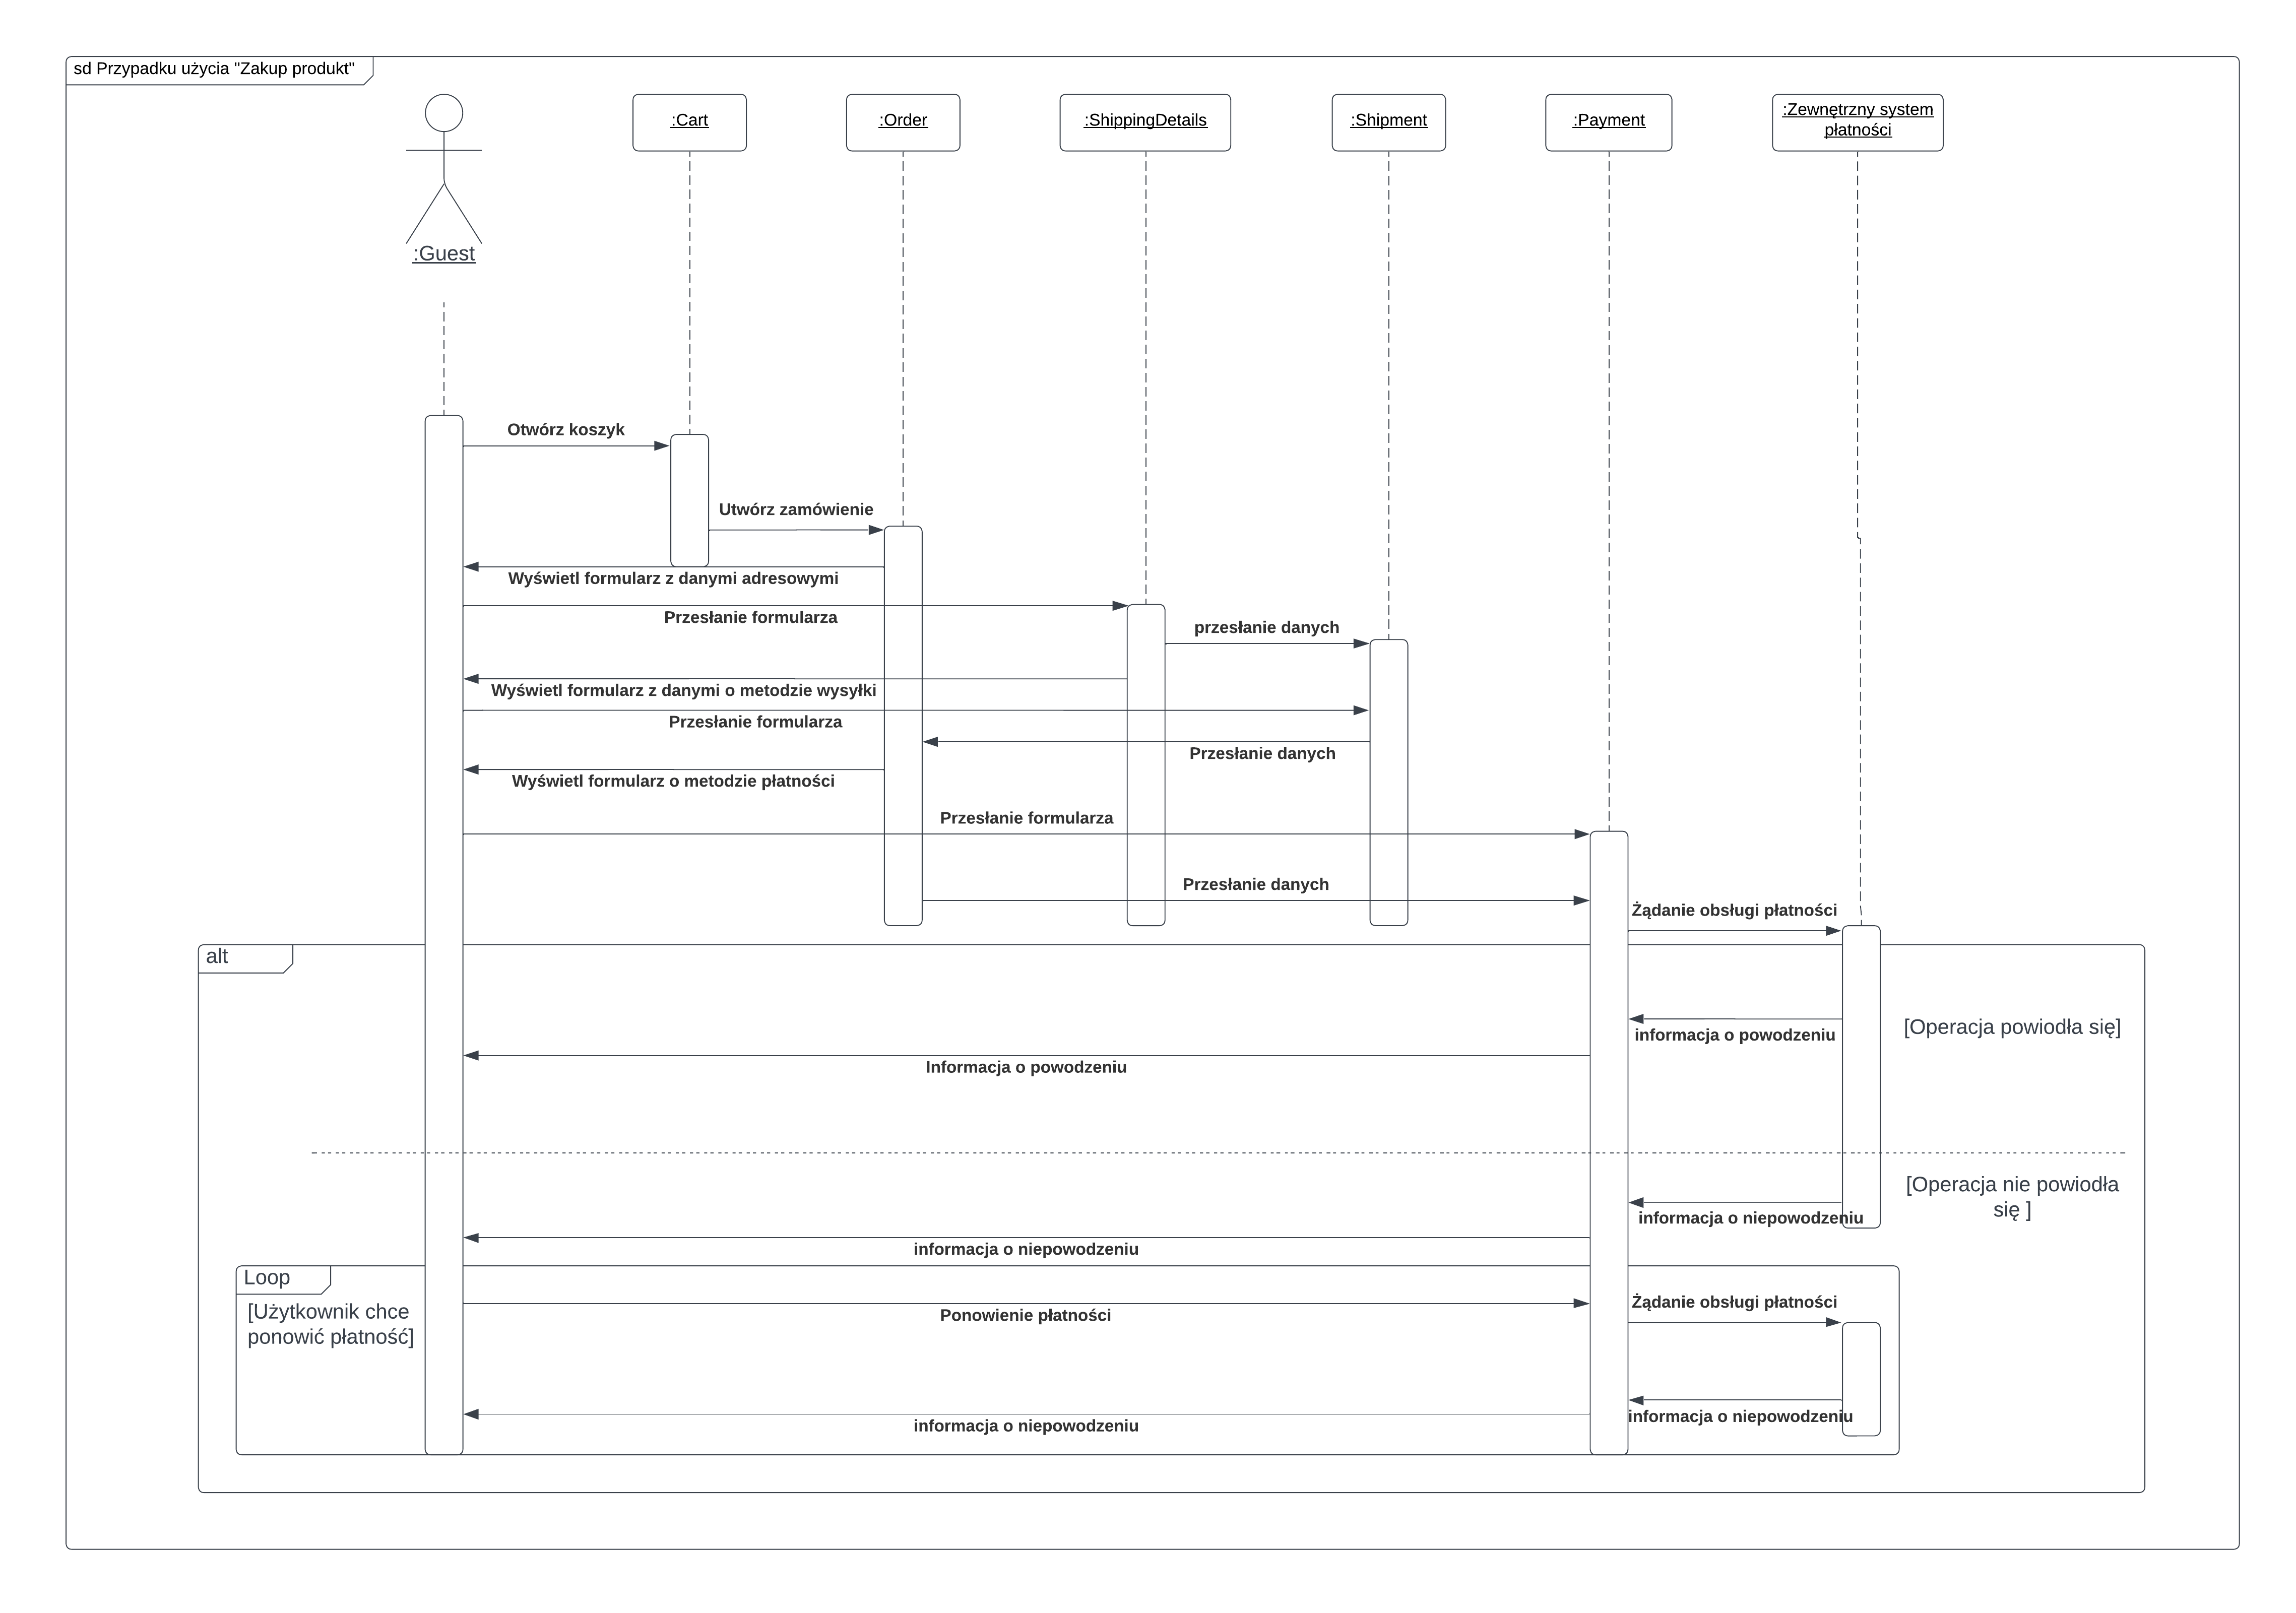 sd Przypadku użycia "Zakup produkt"
:Guest
:Cart
:Order
:ShippingDetails
:Shipment
:Payment
:Zewnętrzny system
płatności
Otwórz koszyk
Utwórz zamówienie
Wyświetl formularz z danymi adresowymi
Przesłanie formularza
przesłanie danych
Wyświetl formularz z danymi o metodzie wysyłki
Przesłanie formularza
Przesłanie danych
Wyświetl formularz o metodzie płatności
Przesłanie formularza
Przesłanie danych
Żądanie obsługi płatności
alt
[Operacja powiodła się]
informacja o powodzeniu
Informacja o powodzeniu
[Operacja nie powiodła
się ]
informacja o niepowodzeniu
informacja o niepowodzeniu
Loop
[Użytkownik chce
ponowić płatność]
Ponowienie płatności
Żądanie obsługi płatności
informacja o niepowodzeniu
informacja o niepowodzeniu